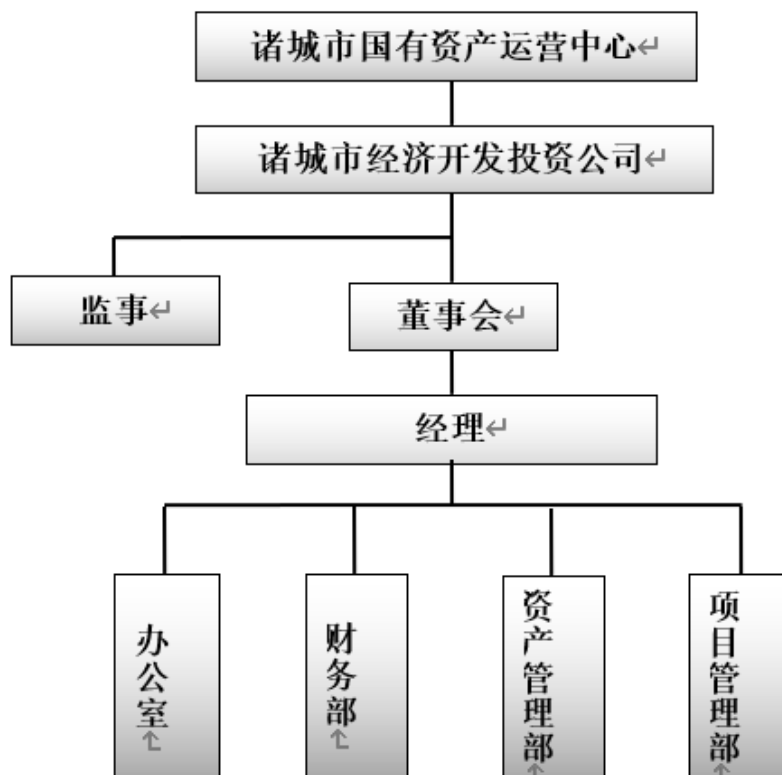 诸城市国有资产运营中心
诸城市经济开发投资公司
监事
董事会
经理
办公室
财务部
资产管理部
项目管理部